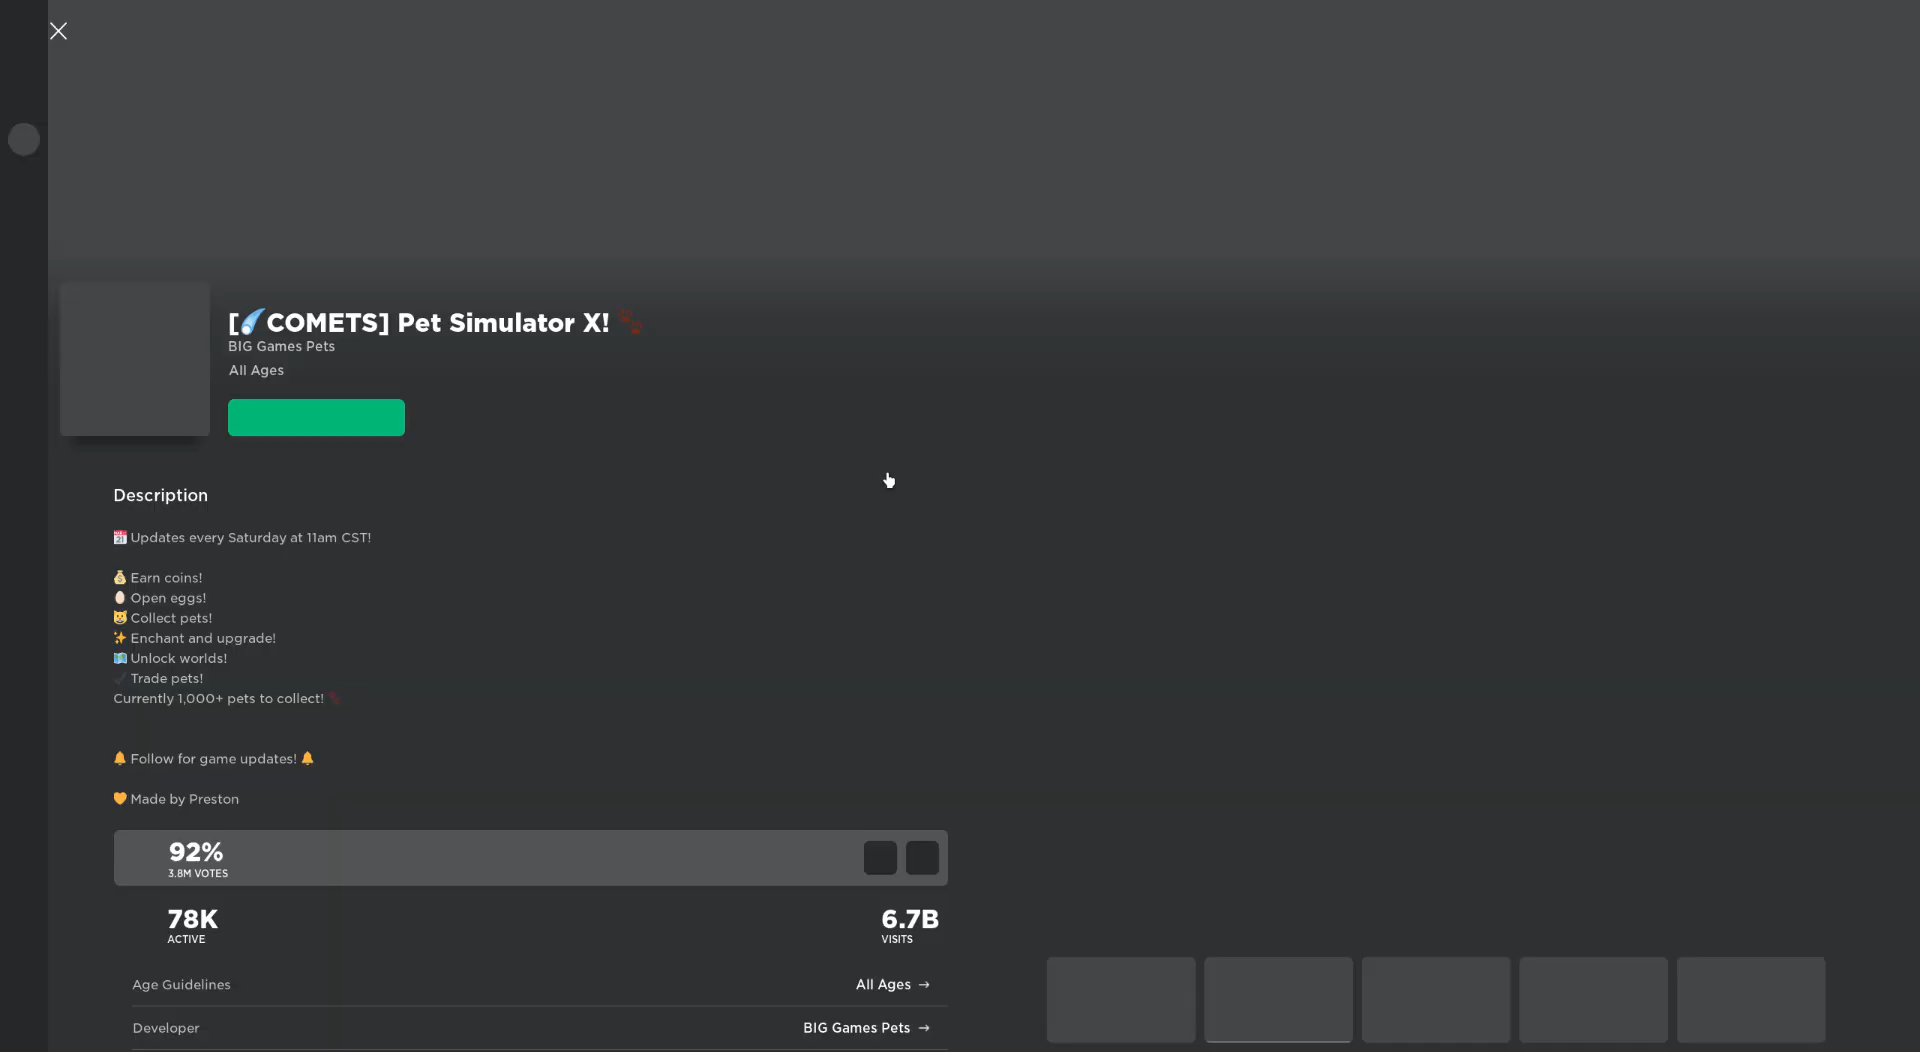 [☄️COMETS] Pet Simulator X! 🐾
BIG Games Pets
All Ages
Description
📅 Updates every Saturday at 11am CST!
💰 Earn coins!
🥚 Open eggs!
😺 Collect pets!
✨ Enchant and upgrade!
🗺️ Unlock worlds!
✔️ Trade pets!
Currently 1,000+ pets to collect! 🐾
🔔 Follow for game updates! 🔔
🧡 Made by Preston
92%
3.8M VOTES
78K
ACTIVE
6.7B
VISITS
Age Guidelines All Ages →
Developer BIG Games Pets →